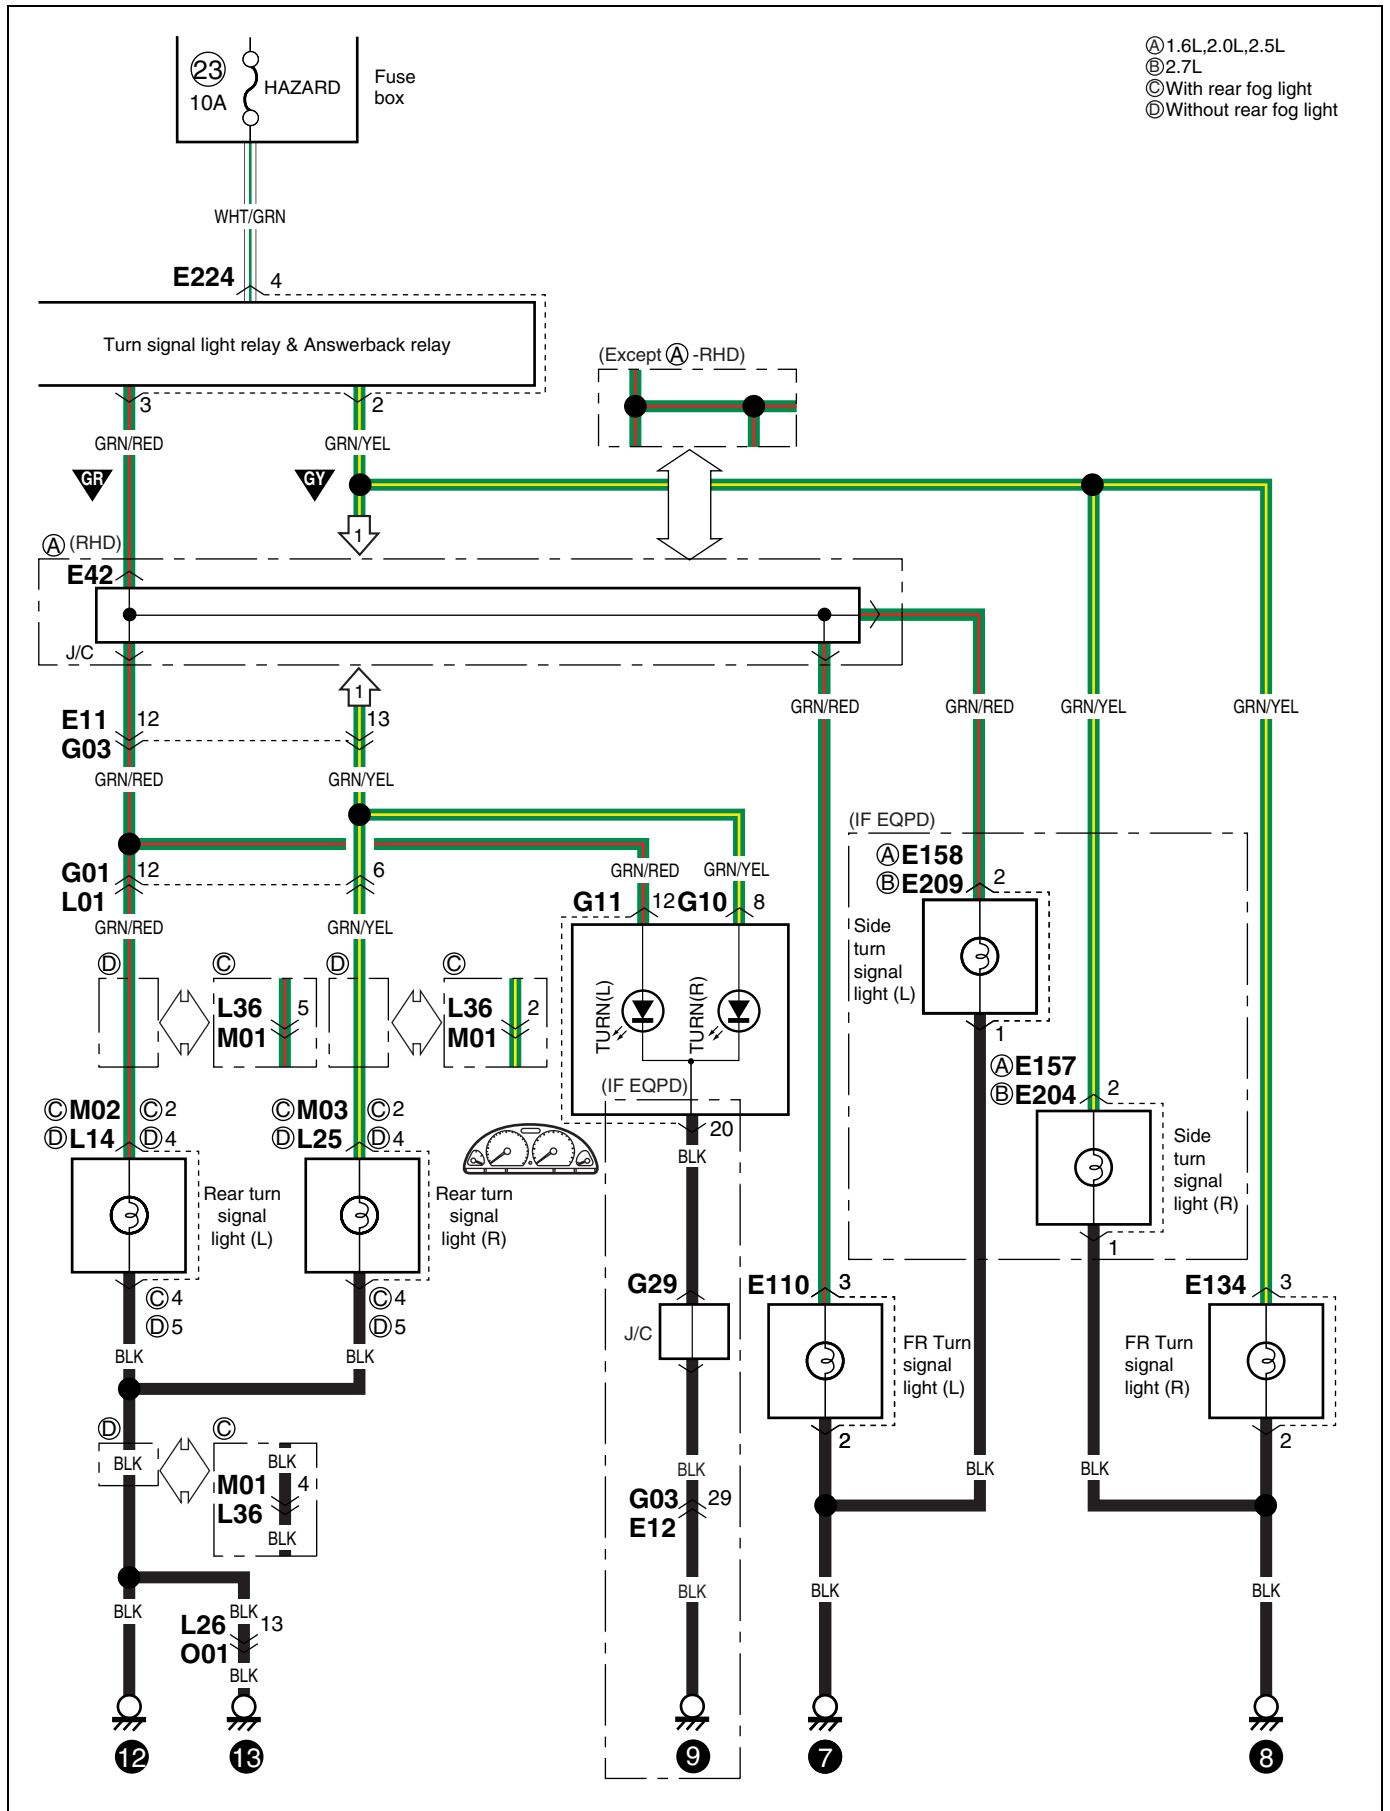 Ⓐ1.6L,2.0L,2.5L
Ⓑ2.7L
ⒸWith rear fog light
ⒹWithout rear fog light
23
10A
HAZARD
Fuse
box
WHT/GRN
E224 4
Turn signal light relay & Answerback relay
(Except Ⓐ -RHD)
3
2
GRN/RED
GRN/YEL
GR
GY
1
Ⓐ (RHD)
E42
J/C
1
E11 12
13
G03
GRN/RED
GRN/YEL
GRN/RED
GRN/RED
GRN/YEL
GRN/YEL
G01 12
6
L01
GRN/RED
GRN/YEL
GRN/RED
GRN/YEL
G11 12
G10 8
TURN(L)
TURN(R)
(IF EQPD)
(IF EQPD)
ⒶE158
ⒷE209 2
Side
turn
signal
light (L)
1
ⒶE157
ⒷE204 2
Side
turn
signal
light (R)
1
Ⓓ
Ⓒ
L36 5
M01
Ⓓ
Ⓒ
L36 2
M01
ⒸM02 Ⓒ2
ⒹL14 Ⓓ4
ⒸM03 Ⓒ2
ⒹL25 Ⓓ4
Rear turn
signal
light (L)
Rear turn
signal
light (R)
Ⓒ4
Ⓓ5
Ⓒ4
Ⓓ5
BLK
BLK
20
BLK
G29
J/C
E110 3
FR Turn
signal
light (L)
2
E134 3
FR Turn
signal
light (R)
2
Ⓓ
Ⓒ
BLK
BLK
M01 4
L36
BLK
BLK
G03 29
E12
BLK
BLK
BLK
BLK
BLK
L26 13
O01
BLK
BLK
BLK
BLK
12
13
9
7
8